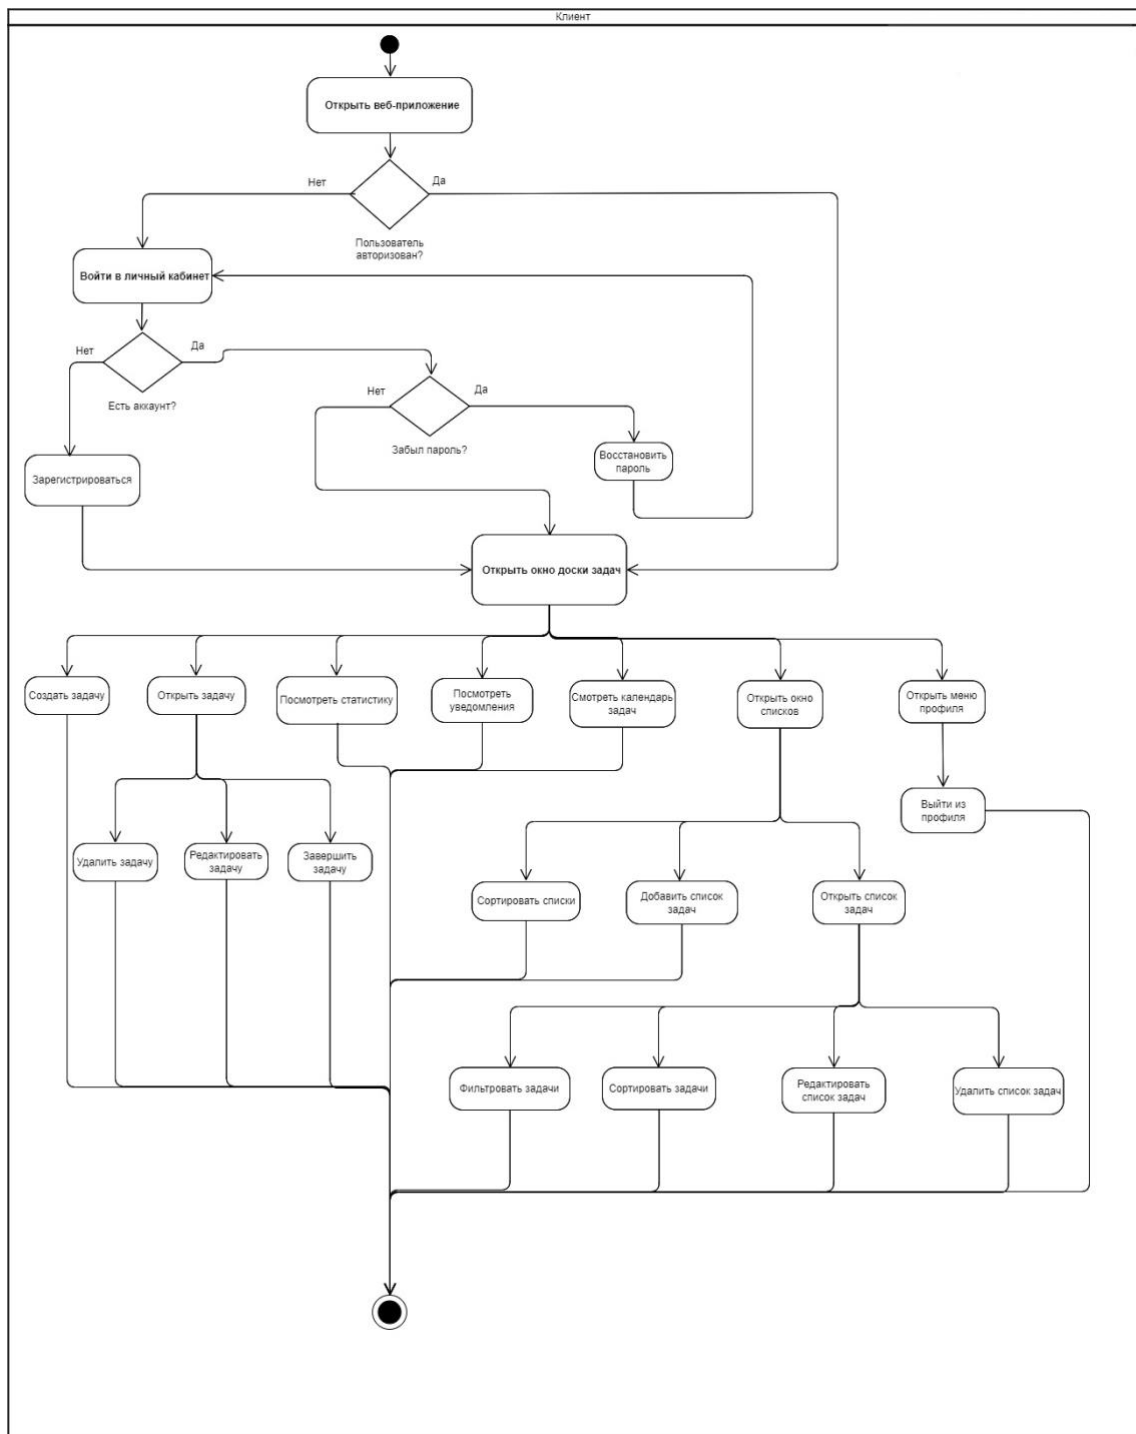 Клиент
Открыть веб-приложение
Нет
Да
Пользователь
авторизован?
Войти в личный кабинет
Нет
Да
Есть аккаунт?
Нет
Да
Забыл пароль?
Восстановить
пароль
Зарегистрироваться
Открыть окно доски задач
Создать задачу
Открыть задачу
Посмотреть статистику
Посмотреть
уведомления
Смотреть календарь
задач
Открыть окно
списков
Открыть меню
профиля
Выйти из
профиля
Удалить задачу
Редактировать
задачу
Завершить
задачу
Сортировать списки
Добавить список
задач
Открыть список
задач
Фильтровать задачи
Сортировать задачи
Редактировать
список задач
Удалить список задач